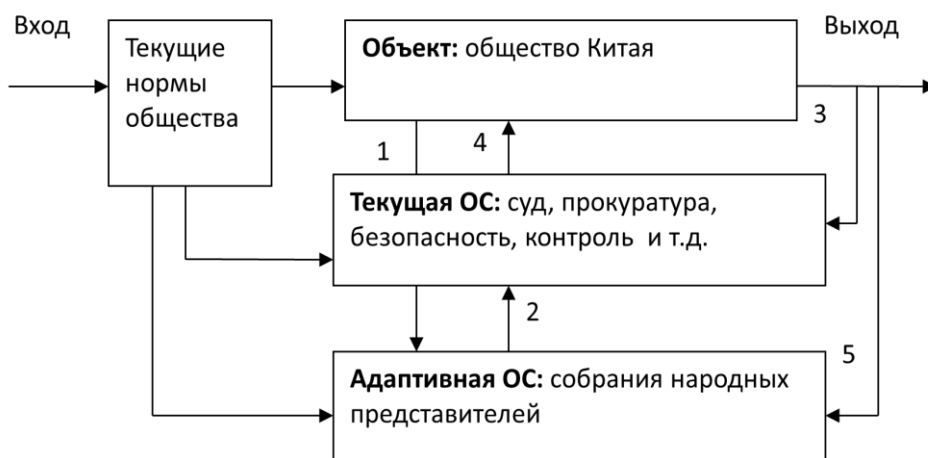 Вход
Выход
Текущие
нормы
общества
Объект: общество Китая
3
1
4
Текущая ОС: суд, прокуратура,
безопасность, контроль и т.д.
2
5
Адаптивная ОС: собрания народных
представителей